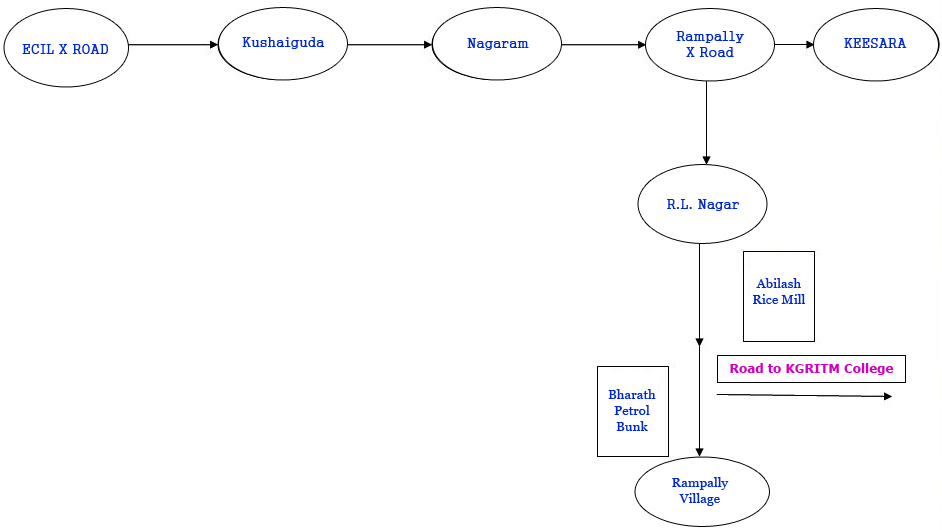 ECIL X ROAD
Kushaiguda
Nagaram
Rampally
X Road
KEESARA
R.L. Nagar
Abilash
Rice Mill
Road to KGRITM College
Bharath
Petrol
Bunk
Rampally
Village